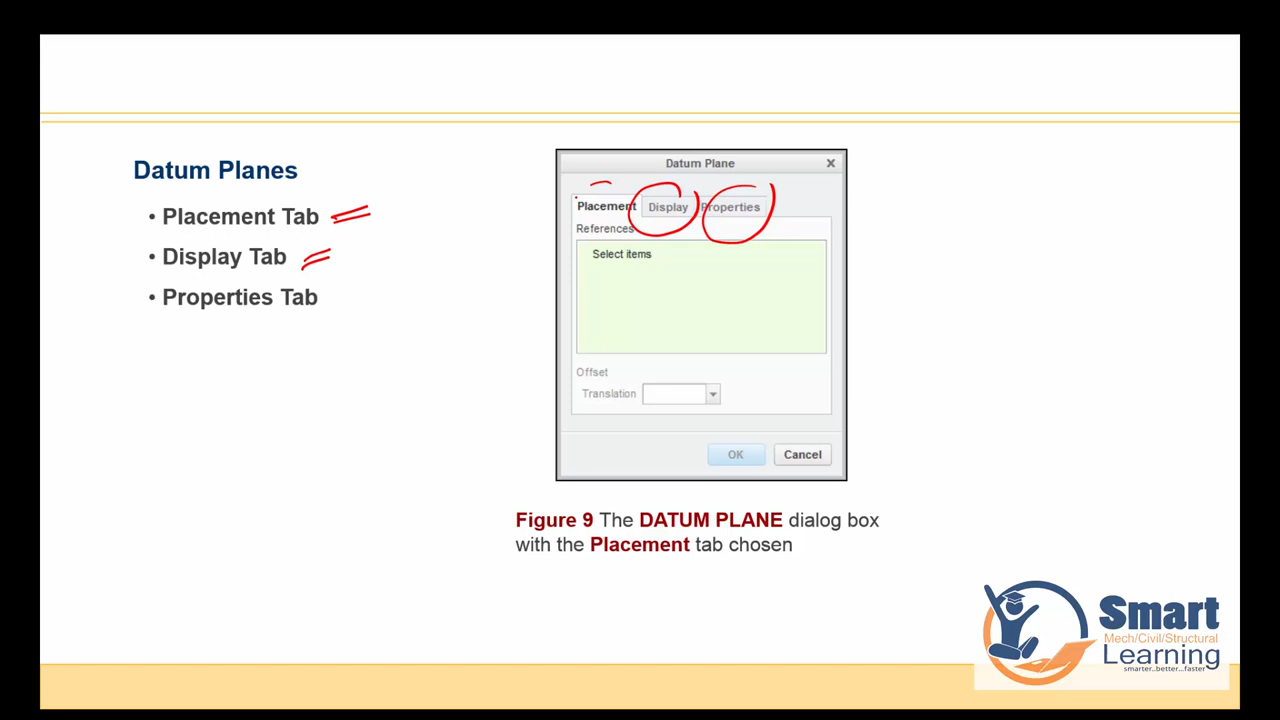 Datum Planes
• Placement Tab
• Display Tab
• Properties Tab
Datum Plane
Placement Display Properties
References
Select items
Offset
Translation
OK Cancel
Figure 9 The DATUM PLANE dialog box
with the Placement tab chosen
Smart
Mech/Civil/Structural
Learning
smarter..better...faster